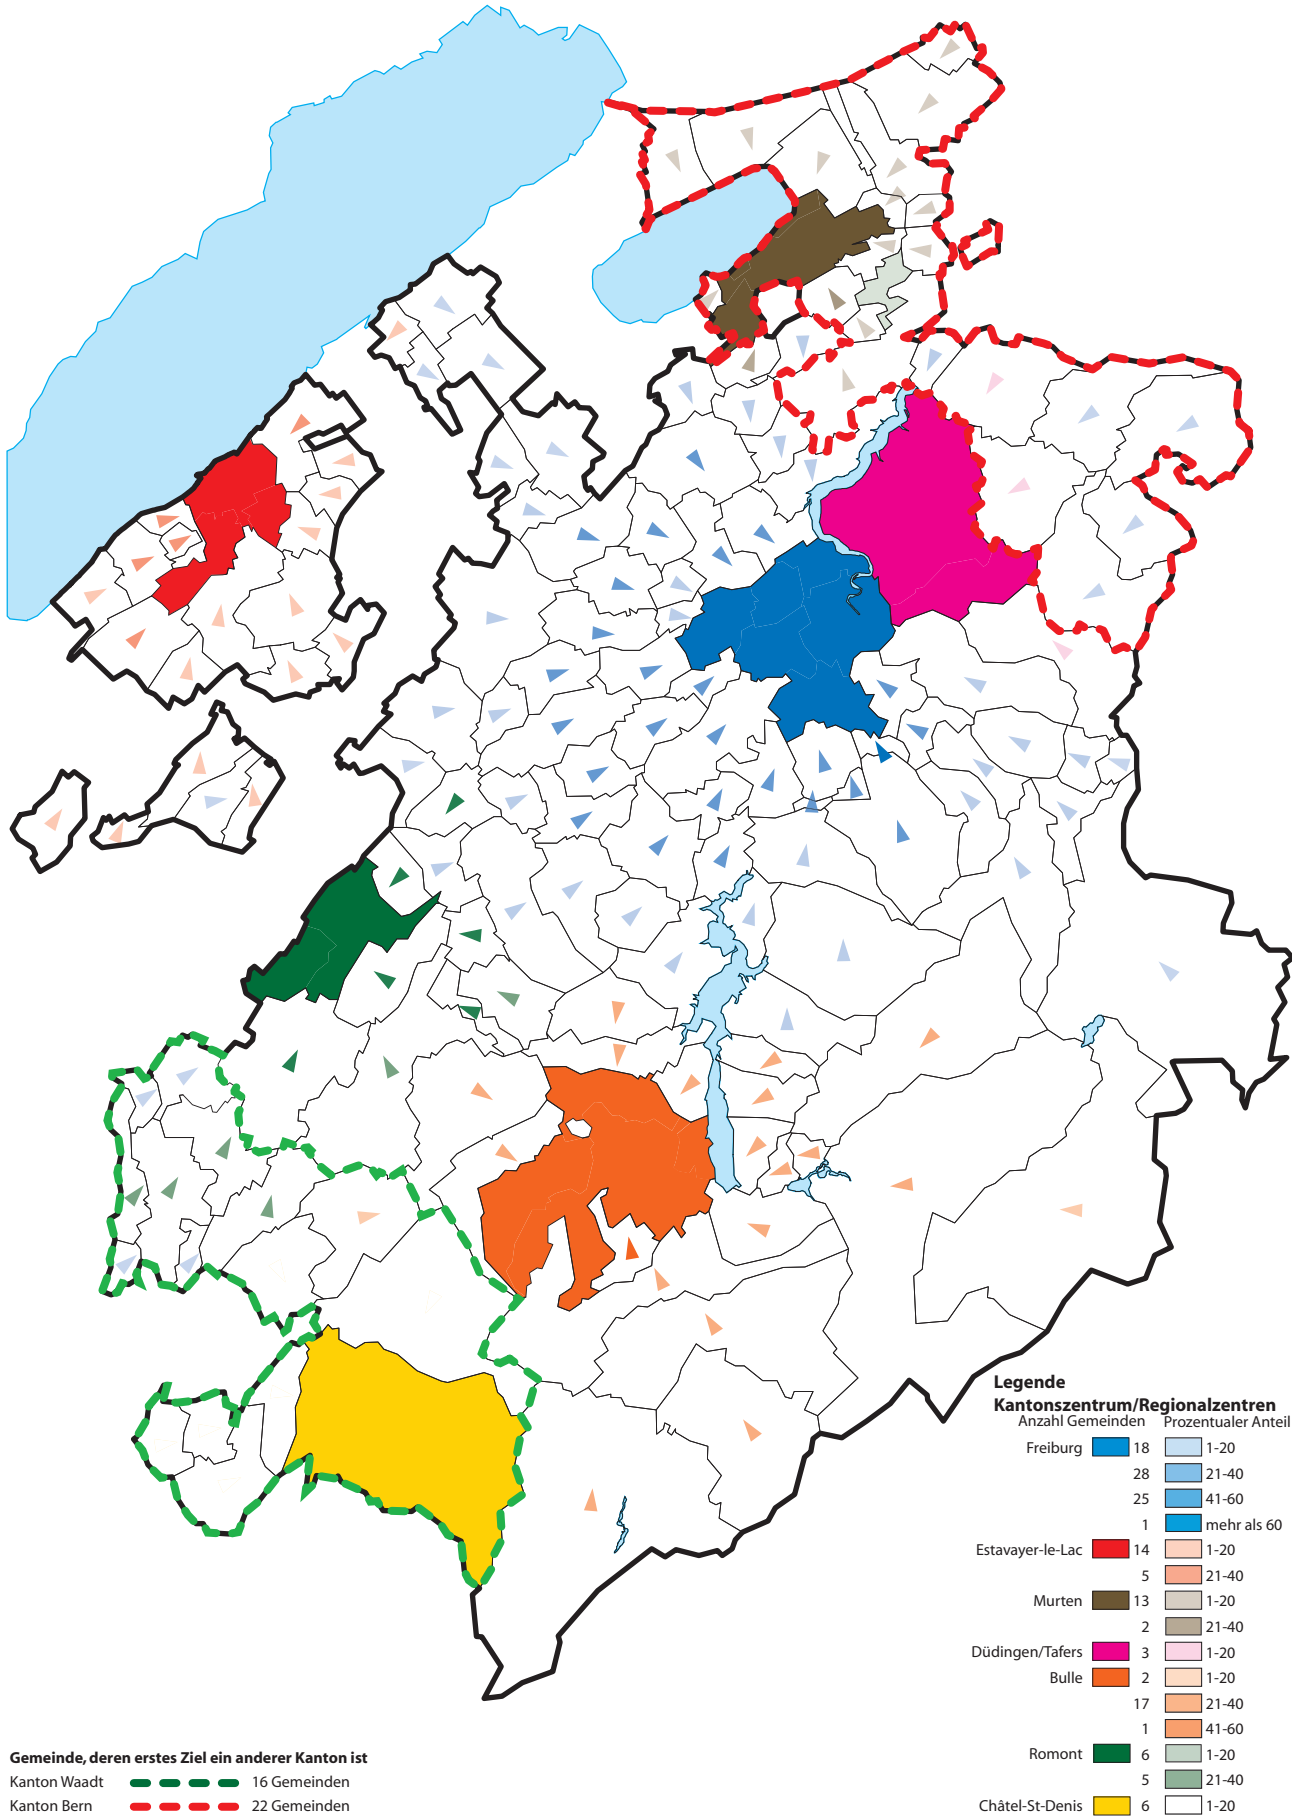 Legende
Kantonszentrum/Regionalzentren
Anzahl Gemeinden Prozentualer Anteil
Freiburg 18 1-20
28 21-40
25 41-60
1 mehr als 60
Estavayer-le-Lac 14 1-20
5 21-40
Murten 13 1-20
2 21-40
Düdingen/Tafers 3 1-20
Bulle 2 1-20
17 21-40
1 41-60
Romont 6 1-20
5 21-40
Châtel-St-Denis 6 1-20
Gemeinde, deren erstes Ziel ein anderer Kanton ist
Kanton Waadt 16 Gemeinden
Kanton Bern 22 Gemeinden